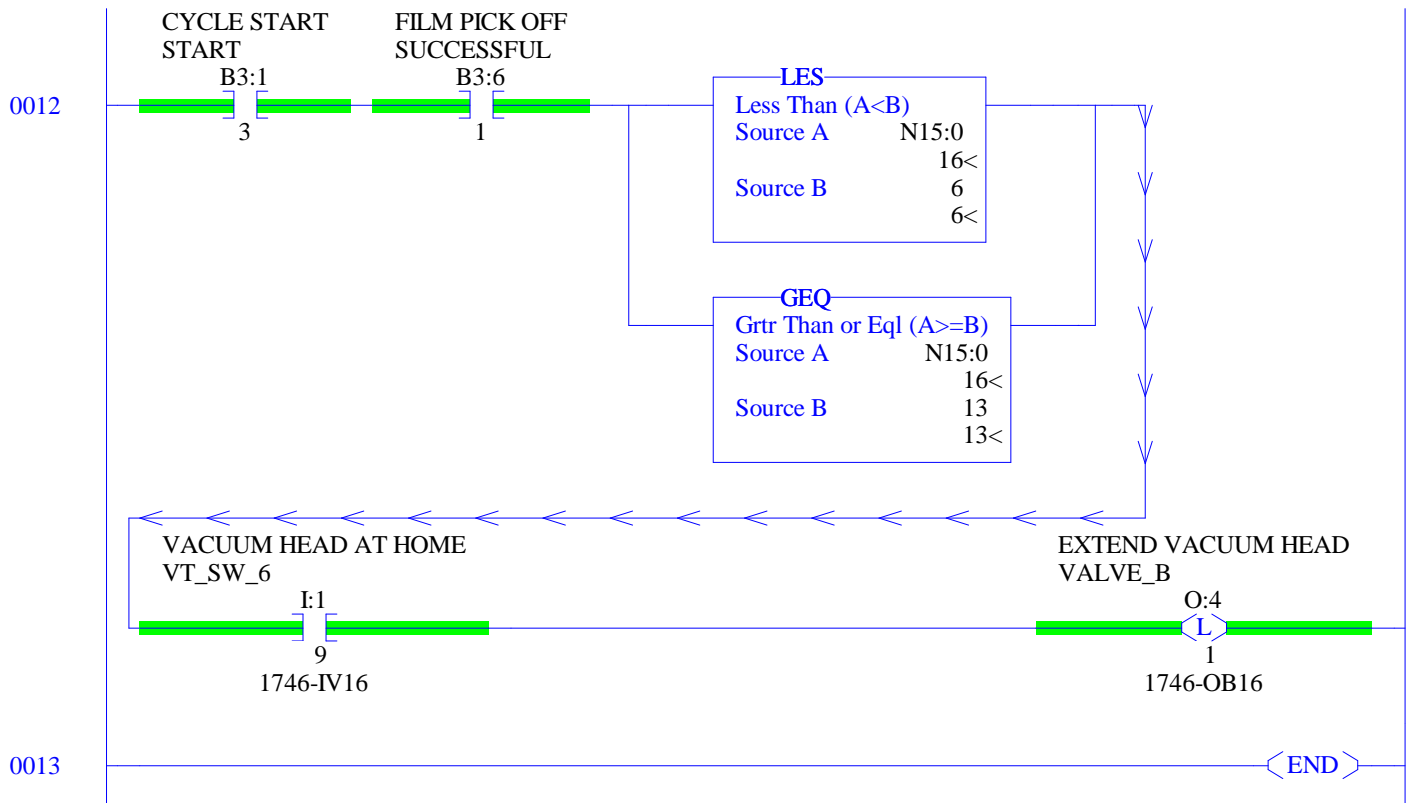 CYCLE START
START
B3:1
3
FILM PICK OFF
SUCCESSFUL
B3:6
1
0012
LES
Less Than (A<B)
Source A N15:0
16<
Source B 6
6<
GEQ
Grtr Than or Eql (A>=B)
Source A N15:0
16<
Source B 13
13<
VACUUM HEAD AT HOME
VT_SW_6
I:1
9
1746-IV16
EXTEND VACUUM HEAD
VALVE_B
O:4
L
1
1746-OB16
0013
END